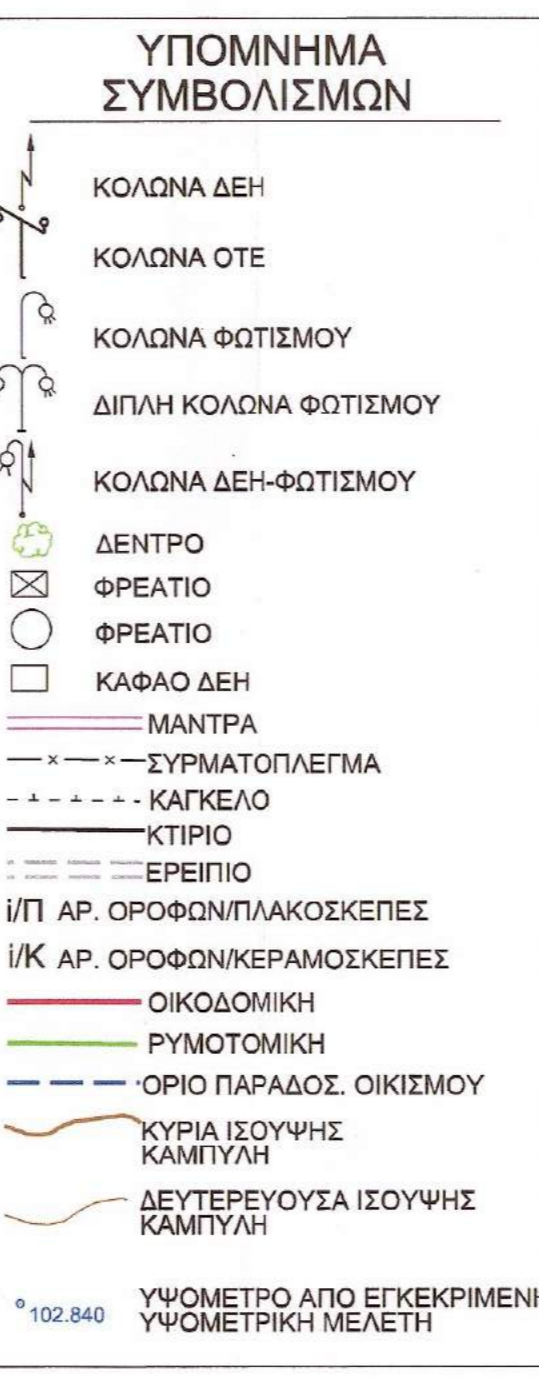 ΥΠΟΜΝΗΜΑ
ΣΥΜΒΟΛΙΣΜΩΝ
ΚΟΛΩΝΑ ΔΕΗ
ΚΟΛΩΝΑ ΟΤΕ
ΚΟΛΩΝΑ ΦΩΤΙΣΜΟΥ
ΔΙΠΛΗ ΚΟΛΩΝΑ ΦΩΤΙΣΜΟΥ
ΚΟΛΩΝΑ ΔΕΗ-ΦΩΤΙΣΜΟΥ
ΔΕΝΤΡΟ
ΦΡΕΑΤΙΟ
ΦΡΕΑΤΙΟ
ΚΑΦΑΟ ΔΕΗ
ΜΑΝΤΡΑ
ΣΥΡΜΑΤΟΠΛΕΓΜΑ
ΚΑΓΚΕΛΟ
ΚΤΙΡΙΟ
ΕΡΕΙΠΙΟ
i/Π ΑΡ. ΟΡΟΦΩΝ/ΠΛΑΚΟΣΚΕΠΕΣ
i/Κ ΑΡ. ΟΡΟΦΩΝ/ΚΕΡΑΜΟΣΚΕΠΕΣ
ΟΙΚΟΔΟΜΙΚΗ
ΡΥΜΟΤΟΜΙΚΗ
ΟΡΙΟ ΠΑΡΑΔΟΣ. ΟΙΚΙΣΜΟΥ
ΚΥΡΙΑ ΙΣΟΥΨΗΣ
ΚΑΜΠΥΛΗ
ΔΕΥΤΕΡΕΥΟΥΣΑ ΙΣΟΥΨΗΣ
ΚΑΜΠΥΛΗ
102.840 ΥΨΟΜΕΤΡΟ ΑΠΟ ΕΓΚΕΚΡΙΜΕΝΗ
ΥΨΟΜΕΤΡΙΚΗ ΜΕΛΕΤΗ